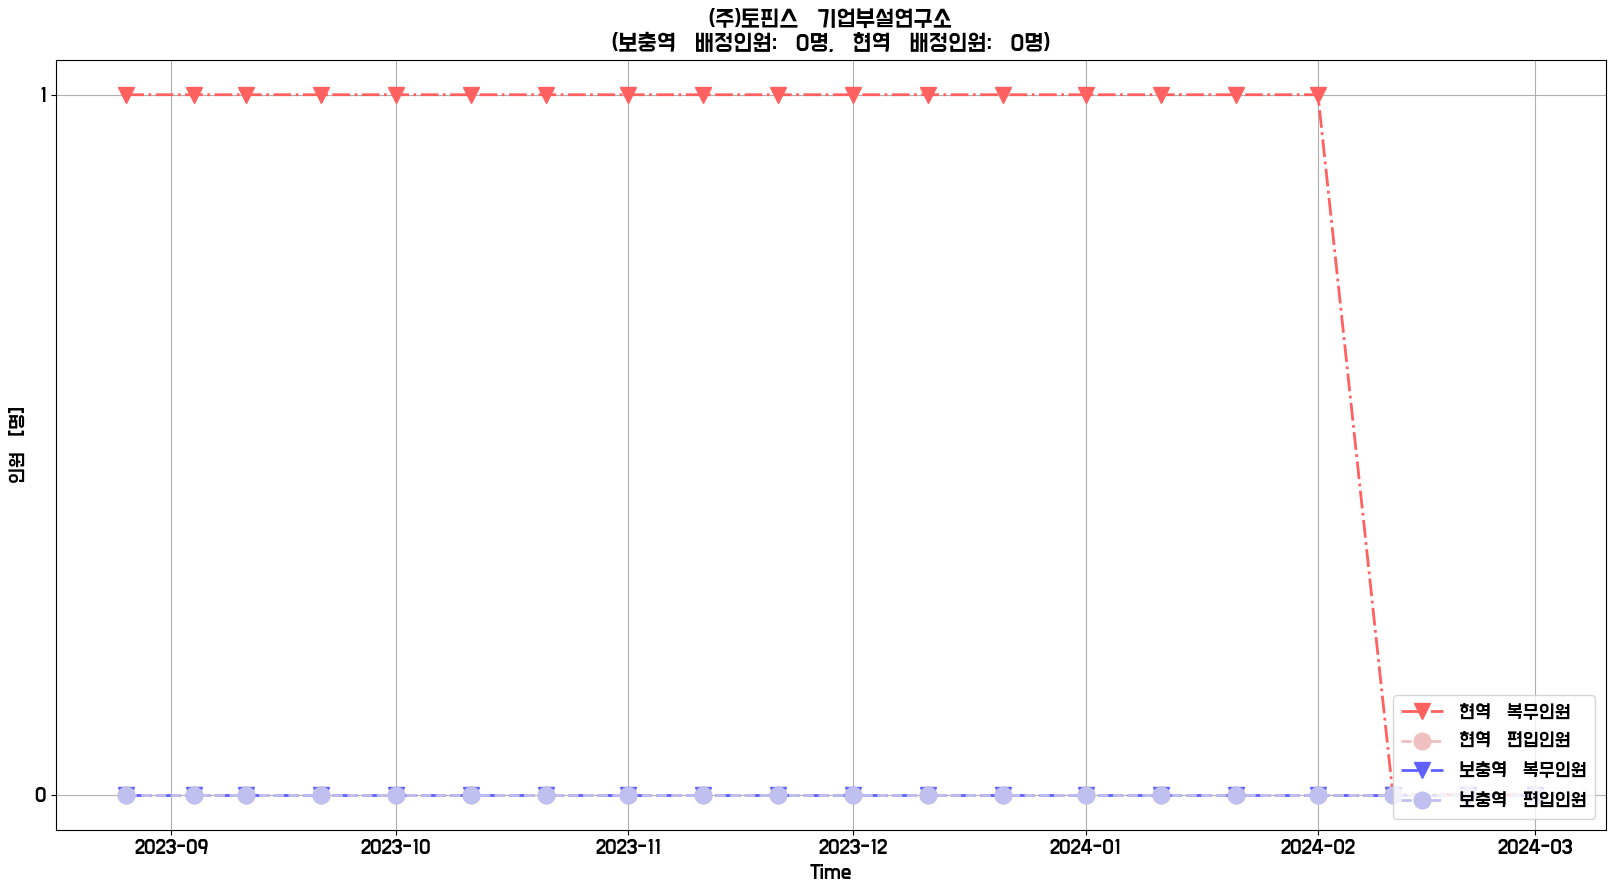 (주)토핀스 기업부설연구소
(보충역 배정인원: 0명, 현역 배정인원: 0명)
인원 [명]
1
0
현역 복무인원
현역 편입인원
보충역 복무인원
보충역 편입인원
2023-09 2023-10 2023-11 2023-12 2024-01 2024-02 2024-03
Time